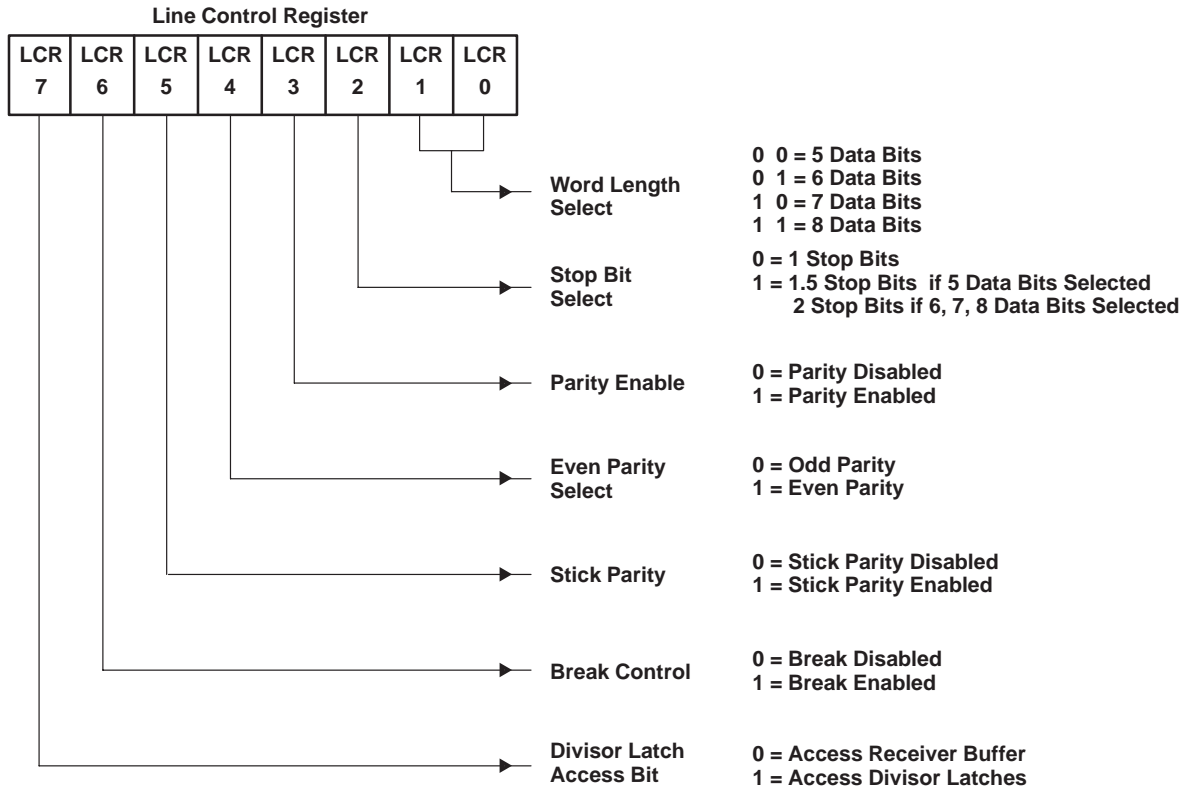 Line Control Register
LCR LCR LCR LCR LCR LCR LCR LCR
7 6 5 4 3 2 1 0
Word Length
Select
0 0 = 5 Data Bits
0 1 = 6 Data Bits
1 0 = 7 Data Bits
1 1 = 8 Data Bits
Stop Bit
Select
0 = 1 Stop Bits
1 = 1.5 Stop Bits if 5 Data Bits Selected
2 Stop Bits if 6, 7, 8 Data Bits Selected
Parity Enable
0 = Parity Disabled
1 = Parity Enabled
Even Parity
Select
0 = Odd Parity
1 = Even Parity
Stick Parity
0 = Stick Parity Disabled
1 = Stick Parity Enabled
Break Control
0 = Break Disabled
1 = Break Enabled
Divisor Latch
Access Bit
0 = Access Receiver Buffer
1 = Access Divisor Latches